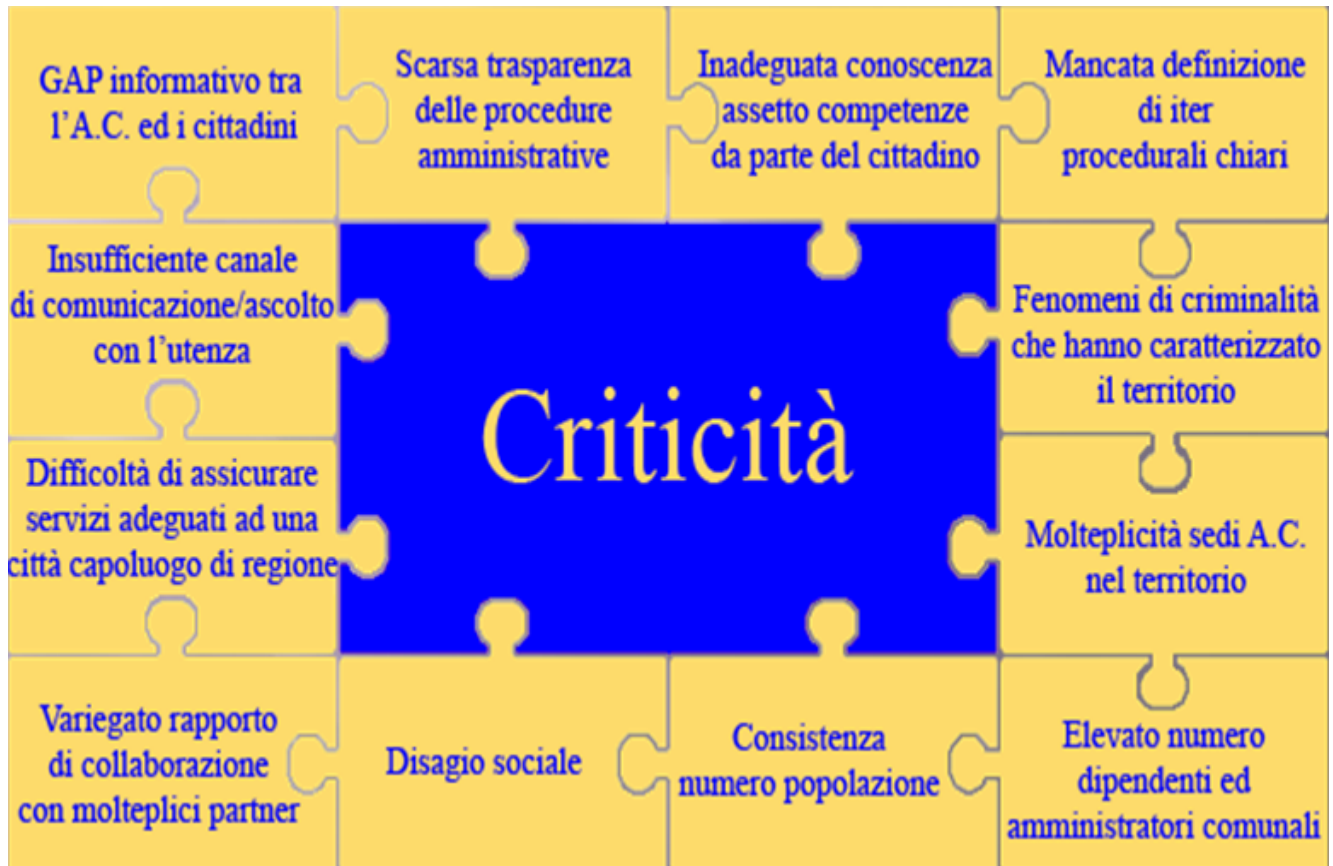 GAP informativo tra
l'A.C. ed i cittadini
Scarsa trasparenza
delle procedure
amministrative
Inadeguata conoscenza
assetto competenze
da parte del cittadino
Mancata definizione
di iter
procedurali chiari
Insufficiente canale
di comunicazione/ascolto
con l'utenza
Fenomeni di criminalità
che hanno caratterizzato
il territorio
Criticità
Difficoltà di assicurare
servizi adeguati ad una
città capoluogo di regione
Molteplicità sedi A.C.
nel territorio
Variegato rapporto
di collaborazione
con molteplici partner
Disagio sociale
Consistenza
numero popolazione
Elevato numero
dipendenti ed
amministratori comunali